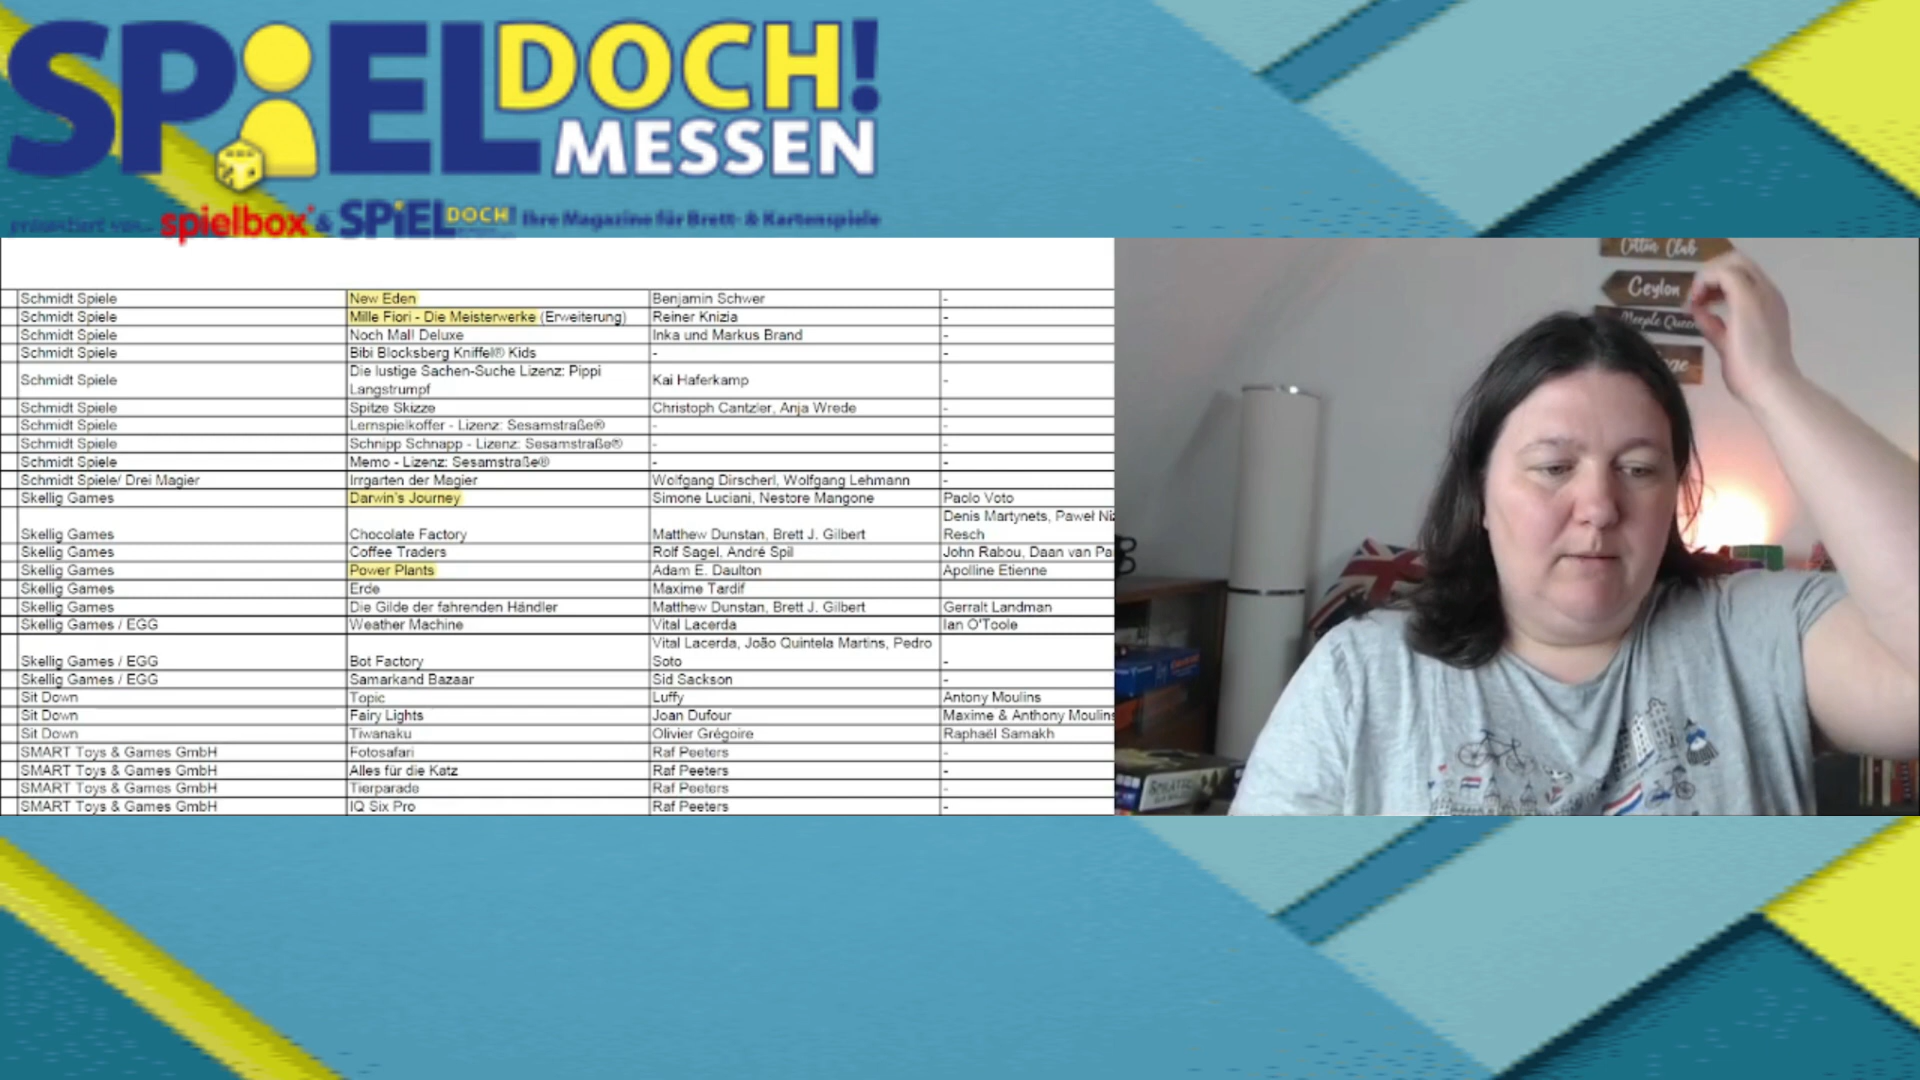 SPiEL DOCH!
MESSEN
präsentiert von... spielbox & SPiEL DOCH! Ihre Magazine für Brett- & Kartenspiele
Schmidt Spiele New Eden Benjamin Schwer -
Schmidt Spiele Mille Fiori - Die Meisterwerke (Erweiterung) Reiner Knizia -
Schmidt Spiele Noch Mal! Deluxe Inka und Markus Brand -
Schmidt Spiele Bibi Blocksberg Kniffel® Kids - -
Schmidt Spiele Die lustige Sachen-Suche Lizenz: Pippi Langstrumpf Kai Haferkamp -
Schmidt Spiele Spitze Skizze Christoph Cantzler, Anja Wrede -
Schmidt Spiele Lernspielkoffer - Lizenz: Sesamstraße® - -
Schmidt Spiele Schnipp Schnapp - Lizenz: Sesamstraße® - -
Schmidt Spiele Memo - Lizenz: Sesamstraße® - -
Schmidt Spiele/ Drei Magier Irrgarten der Magier Wolfgang Dirscherl, Wolfgang Lehmann -
Skellig Games Darwin's Journey Simone Luciani, Nestore Mangone Paolo Voto
Skellig Games Chocolate Factory Matthew Dunstan, Brett J. Gilbert Denis Martynets, Paweł Niz Resch
Skellig Games Coffee Traders Rolf Sagel, André Spil John Rabou, Daan van Pa
Skellig Games Power Plants Adam E. Daulton Apolline Etienne
Skellig Games Erde Maxime Tardif
Skellig Games Die Gilde der fahrenden Händler Matthew Dunstan, Brett J. Gilbert Gerralt Landman
Skellig Games / EGG Weather Machine Vital Lacerda Ian O'Toole
Skellig Games / EGG Bot Factory Vital Lacerda, João Quintela Martins, Pedro Soto -
Skellig Games / EGG Samarkand Bazaar Sid Sackson -
Sit Down Topic Luffy Antony Moulins
Sit Down Fairy Lights Joan Dufour Maxime & Anthony Moulins
Sit Down Tiwanaku Olivier Grégoire Raphaël Samakh
SMART Toys & Games GmbH Fotosafari Raf Peeters -
SMART Toys & Games GmbH Alles für die Katz Raf Peeters -
SMART Toys & Games GmbH Tierparade Raf Peeters -
SMART Toys & Games GmbH IQ Six Pro Raf Peeters -
Cotton Club
Ceylon
Meeple Queen